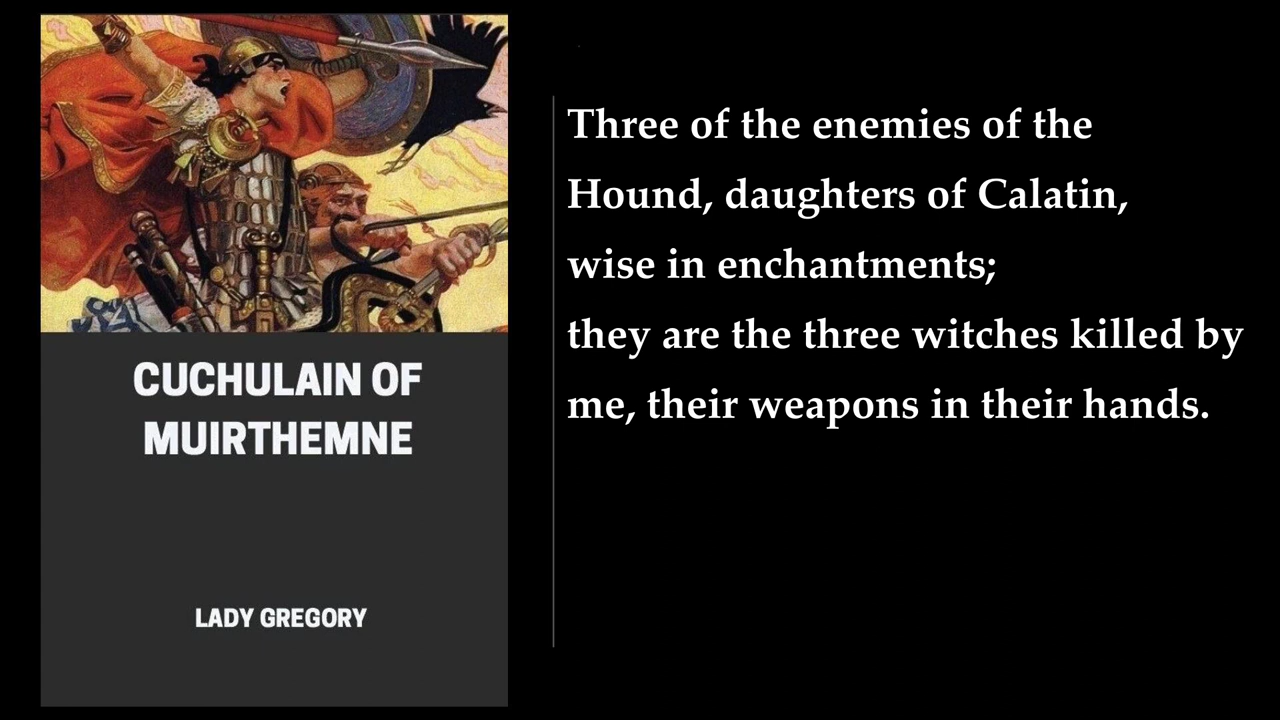 CUCHULAIN OF
MUIRTHEMNE
LADY GREGORY
Three of the enemies of the
Hound, daughters of Calatin,
wise in enchantments;
they are the three witches killed by
me, their weapons in their hands.